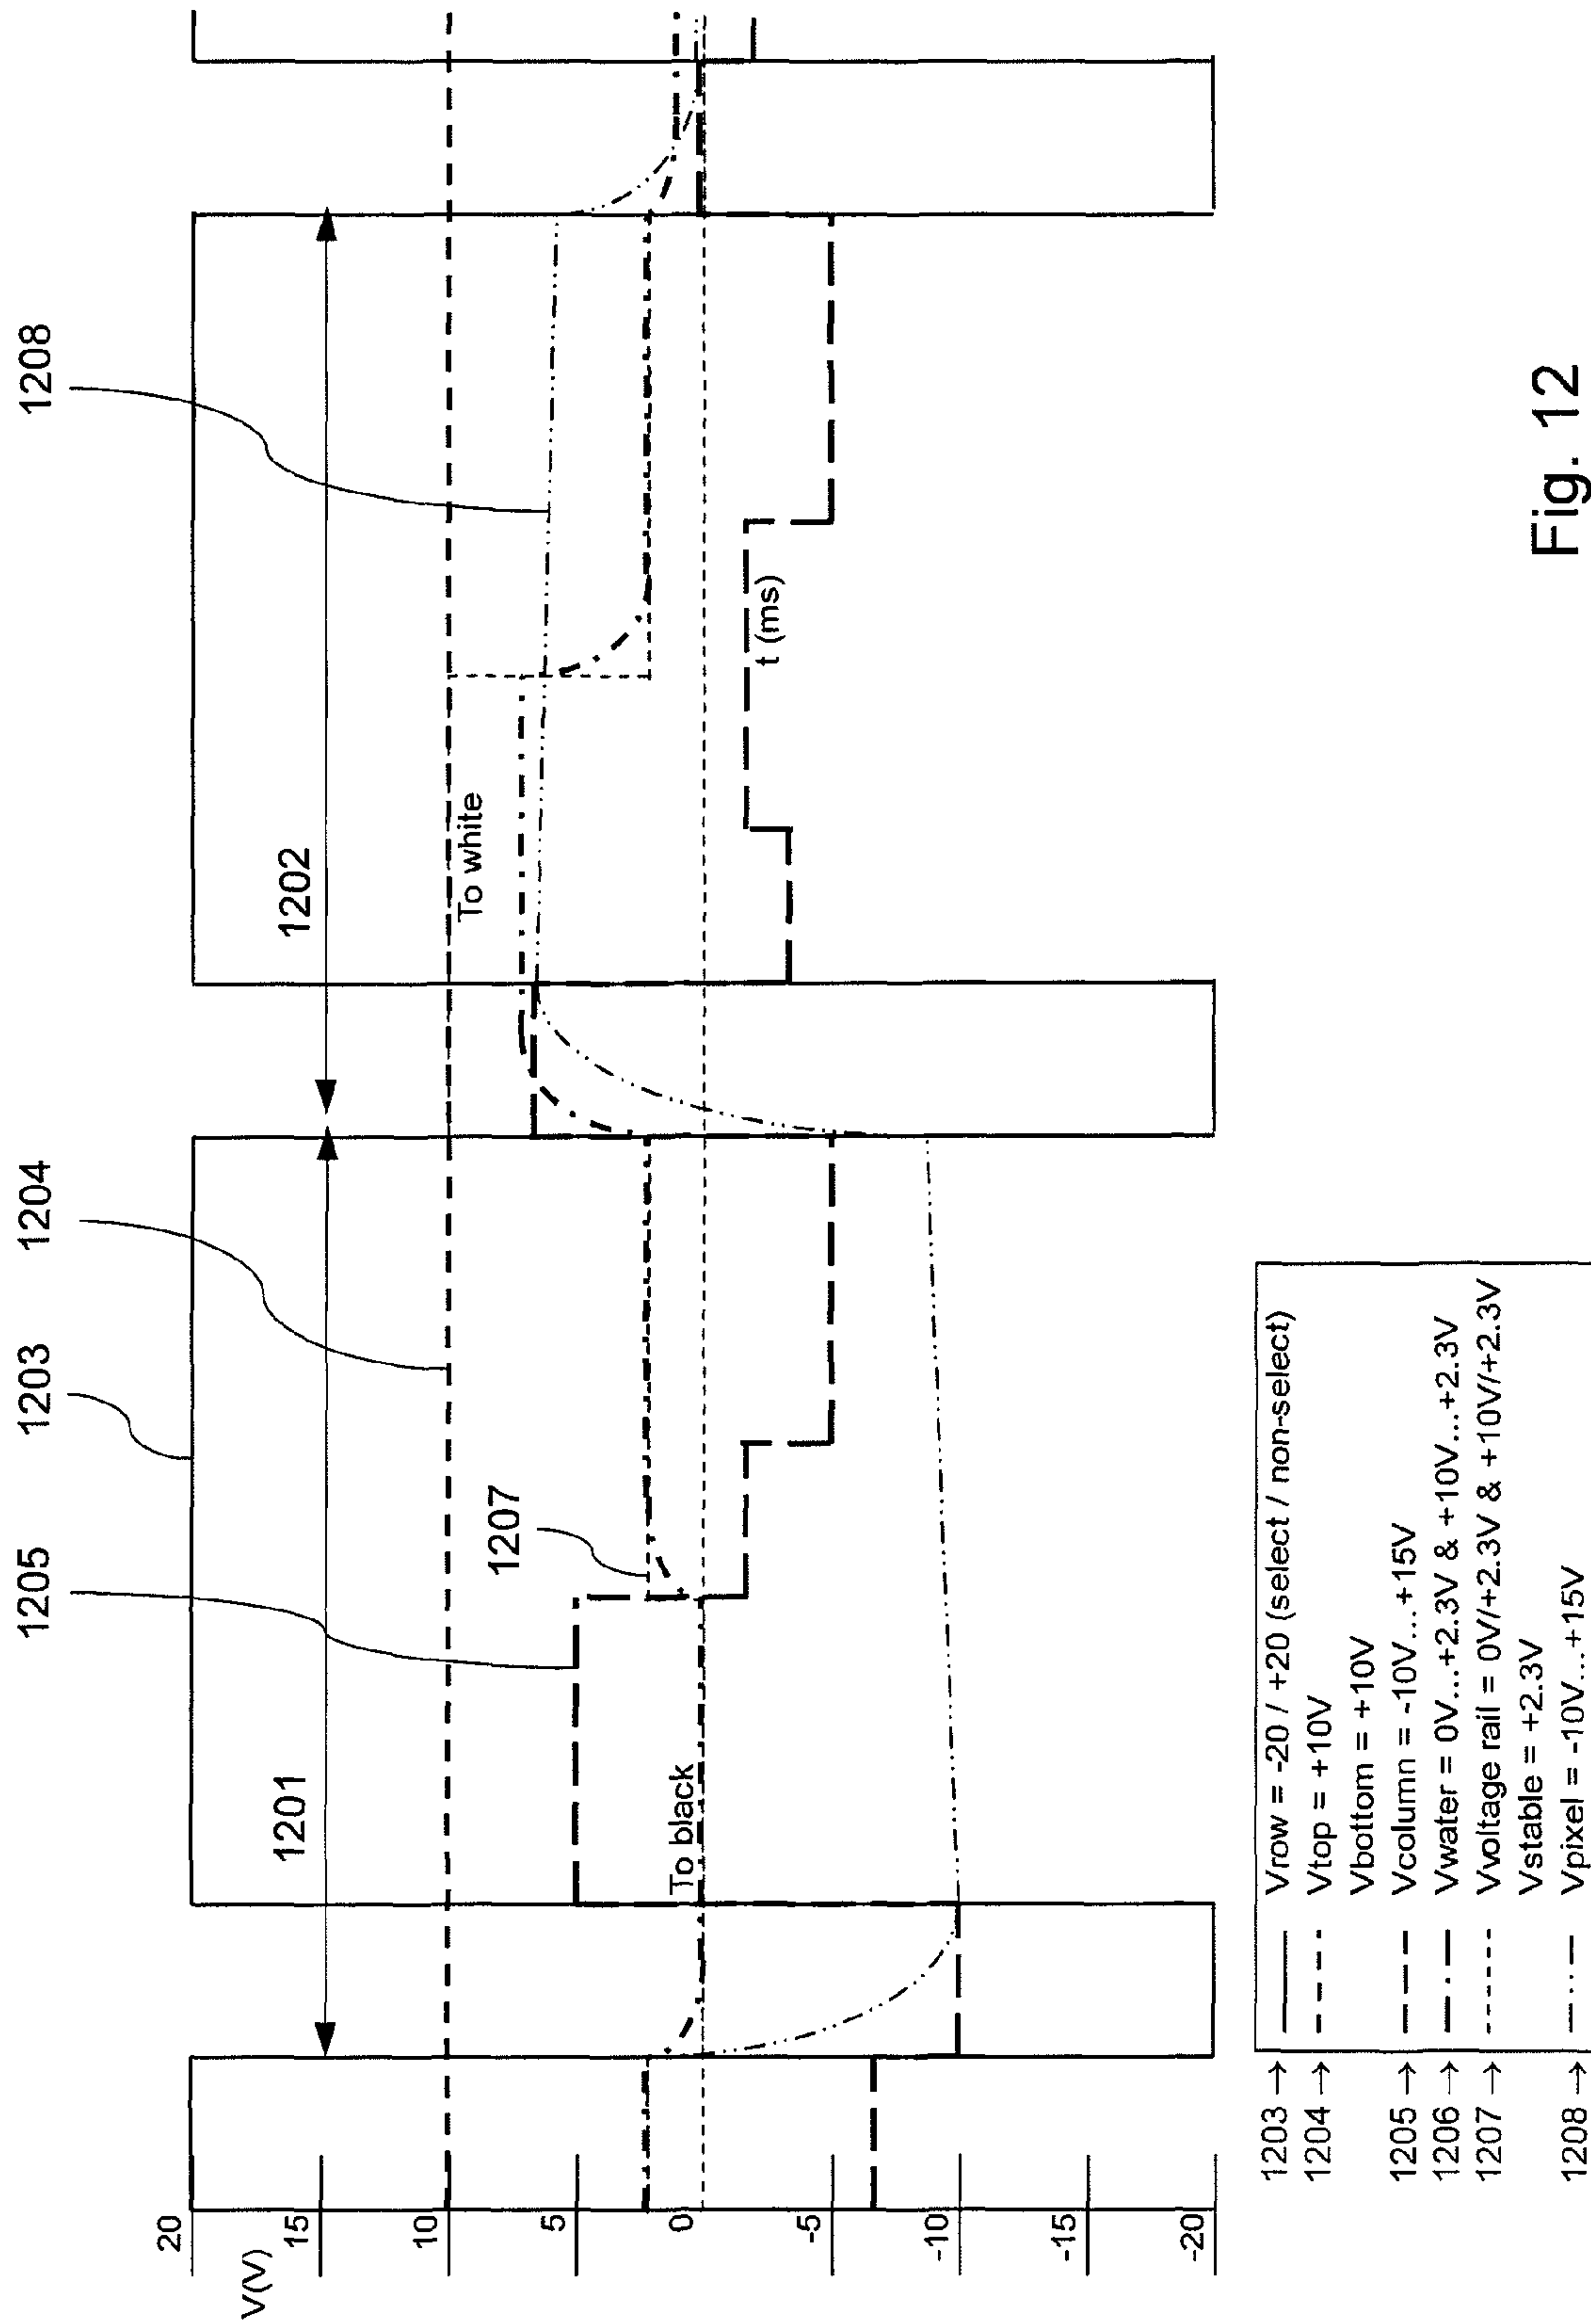 1205
1203
1204
1208
1201
1202
1207
V(V)
20
15
10
5
0
-5
-10
-15
-20
To black
To white
t (ms)
1203→ Vrow = -20 / +20 (select / non-select)
1204→ Vtop = +10V
Vbottom = +10V
1205→ Vcolumn = -10V...+15V
1206→ Vwater = 0V...+2.3V & +10V...+2.3V
1207→ Vvoltage rail = 0V/+2.3V & +10V/+2.3V
Vstable = +2.3V
1208→ Vpixel = -10V...+15V
Fig. 12